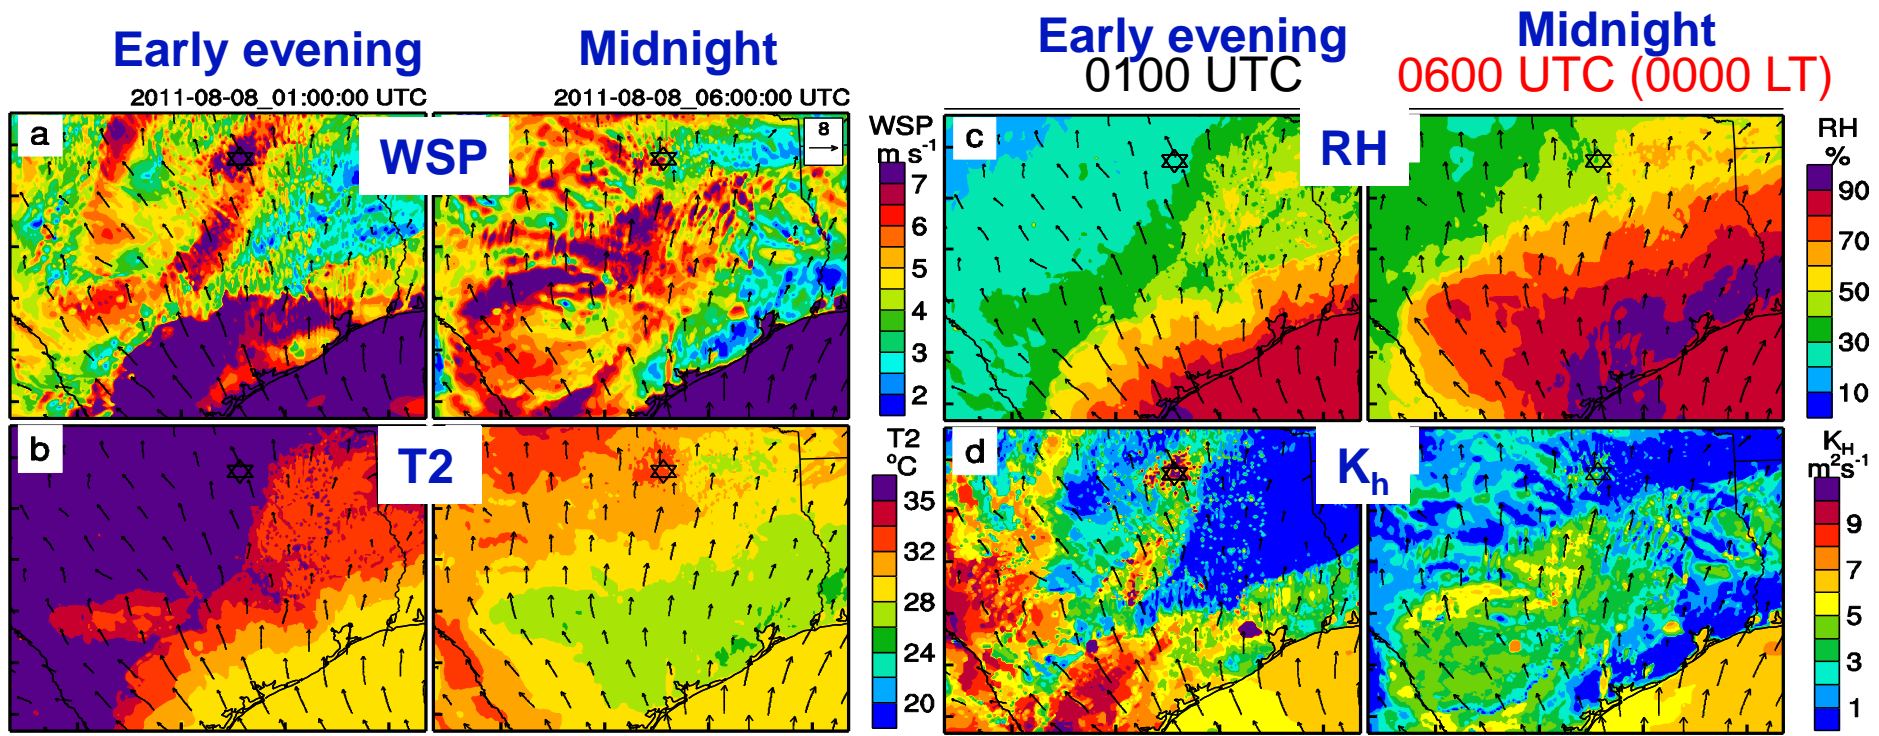 Early evening
Midnight
Early evening
Midnight
0100 UTC
0600 UTC (0000 LT)
2011-08-08_01:00:00 UTC
2011-08-08_06:00:00 UTC
a
WSP
8
WSP
m s-1
7
6
5
4
3
2
c
RH
RH
%
90
70
50
30
10
b
T2
T2
°C
35
32
28
24
20
d
Kh
KH
m2s-1
9
7
5
3
1